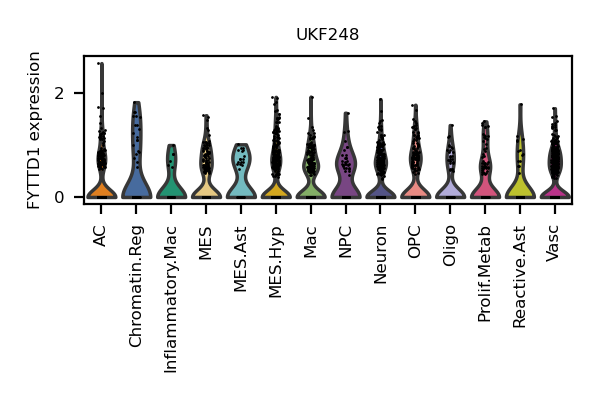 UKF248
FYTTD1 expression
2
0
AC
Chromatin.Reg
Inflammatory.Mac
MES
MES.Ast
MES.Hyp
Mac
NPC
Neuron
OPC
Oligo
Prolif.Metab
Reactive.Ast
Vasc